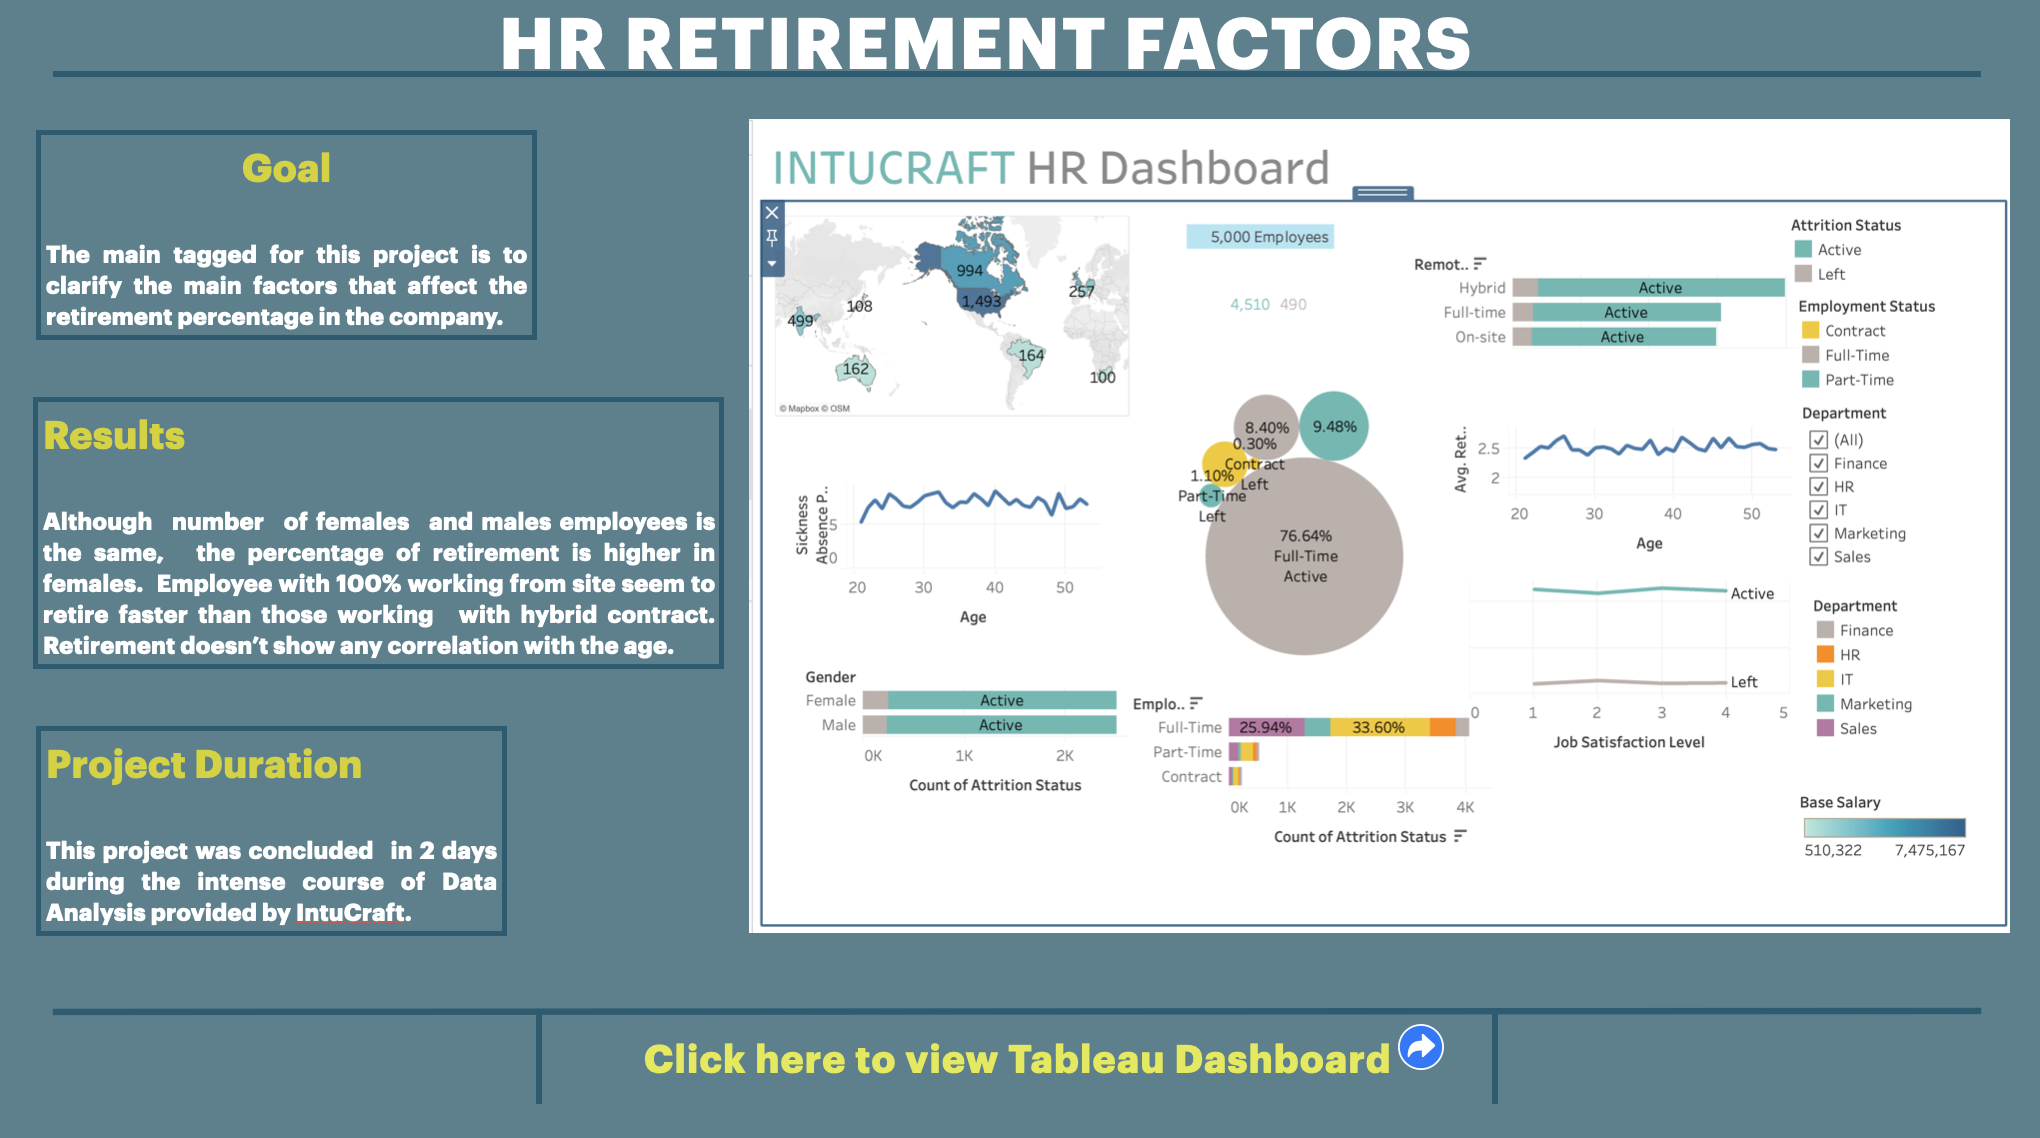 HR RETIREMENT FACTORS
Goal
The main tagged for this project is to
clarify the main factors that affect the
retirement percentage in the company.
Results
Although number of females and males employees is
the same, the percentage of retirement is higher in
females. Employee with 100% working from site seem to
retire faster than those working with hybrid contract.
Retirement doesn't show any correlation with the age.
Project Duration
This project was concluded in 2 days
during the intense course of Data
Analysis provided by IntuCraft.
INTUCRAFT HR Dashboard
994
1,493
257
108
499
164
162
100
© Mapbox © OSM
5,000 Employees
4,510 490
Remot..
Hybrid Active
Full-time Active
On-site Active
Attrition Status
Active
Left
Employment Status
Contract
Full-Time
Part-Time
Department
(All)
Finance
HR
IT
Marketing
Sales
Sickness
Absence P..
5
0
20 30 40 50
Age
8.40%
9.48%
0.30%
Contract
Left
1.10%
Part-Time
Left
76.64%
Full-Time
Active
Avg. Ret..
2.5
2
20 30 40 50
Age
Active
Left
0 1 2 3 4 5
Job Satisfaction Level
Department
Finance
HR
IT
Marketing
Sales
Gender
Female Active
Male Active
0K 1K 2K
Count of Attrition Status
Emplo..
Full-Time 25.94% 33.60%
Part-Time
Contract
0K 1K 2K 3K 4K
Count of Attrition Status
Base Salary
510,322 7,475,167
Click here to view Tableau Dashboard